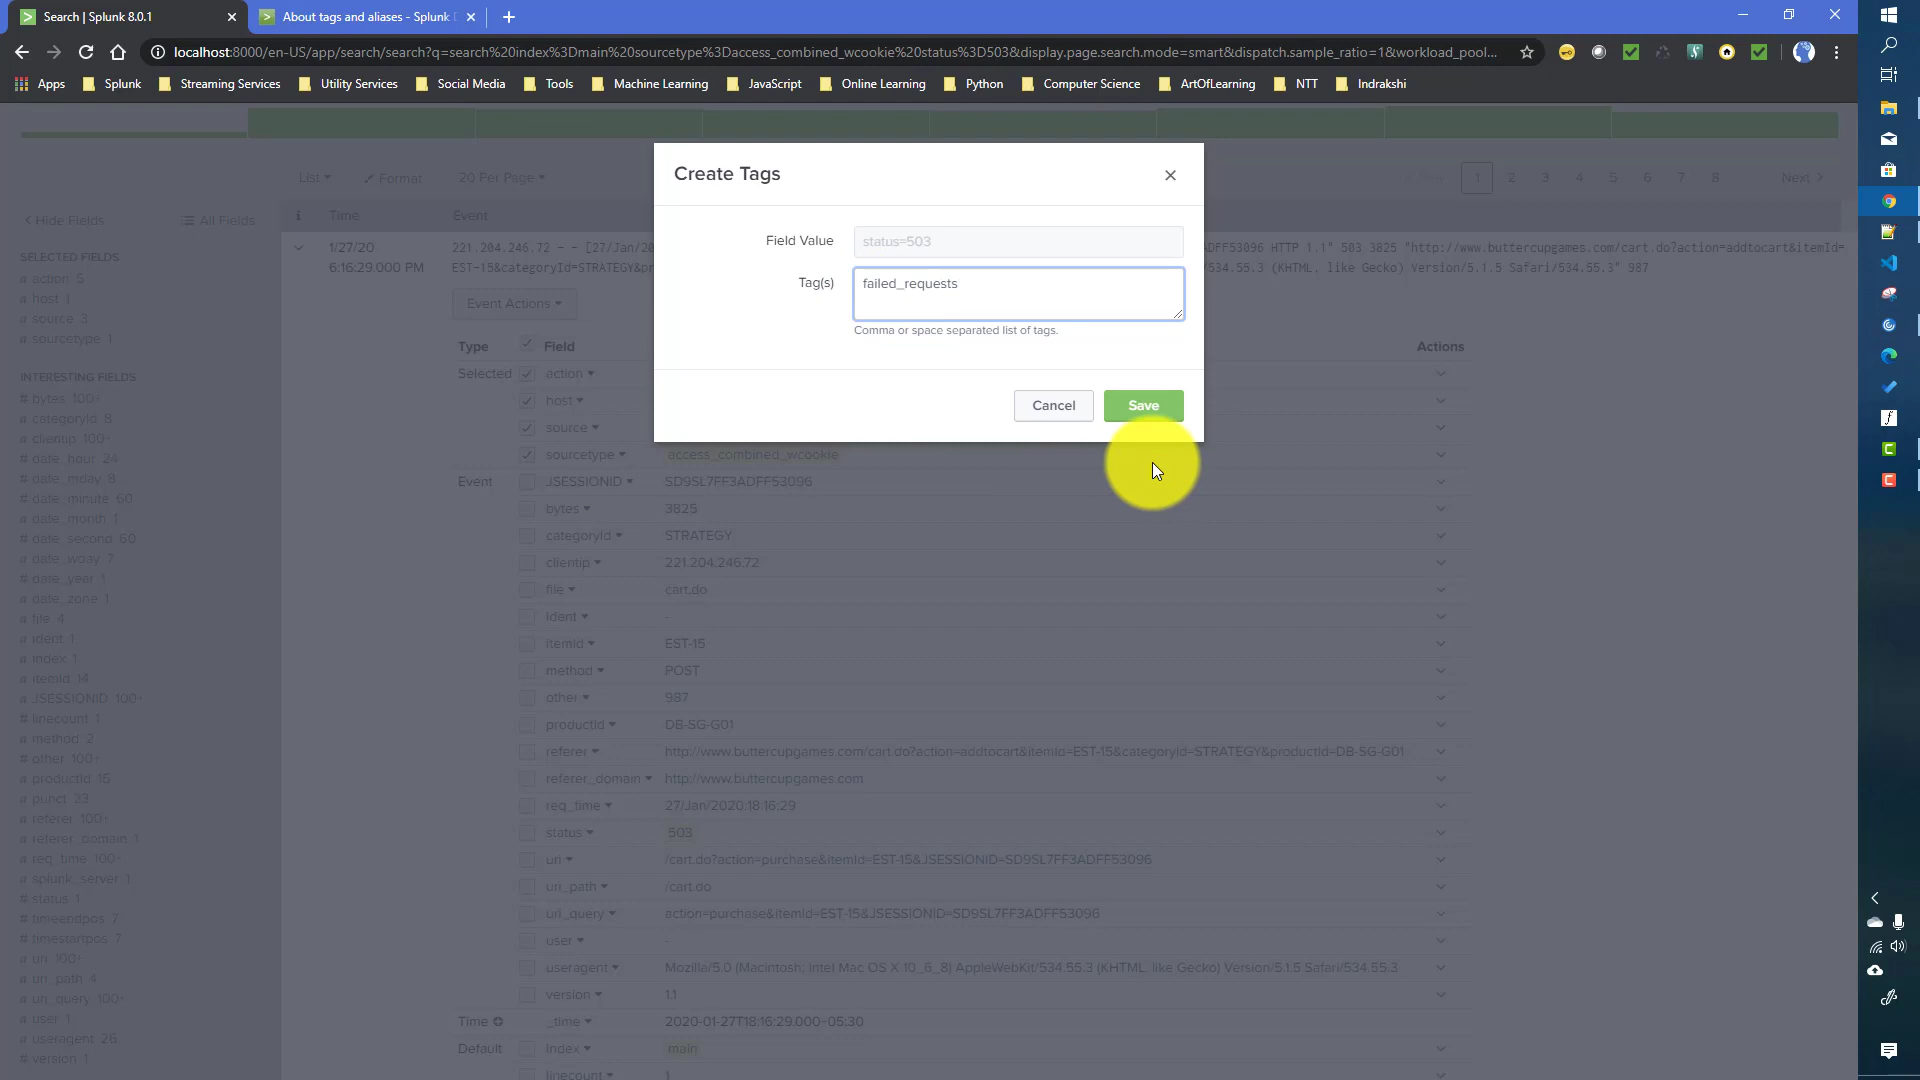 Search | Splunk 8.0.1
About tags and aliases - Splunk
localhost:8000/en-US/app/search/search?q=search%20index%3Dmain%20sourcetype%3Daccess_combined_wcookie%20status%3D503&display.page.search.mode=smart&dispatch.sample_ratio=1&workload_pool...
Apps Splunk Streaming Services Utility Services Social Media Tools Machine Learning JavaScript Online Learning Python Computer Science ArtOfLearning NTT Indrakshi
Create Tags
List Format 20 Per Page 1 2 3 4 5 6 7 8 Next >
< Hide Fields All Fields
i Time Event
Field Value status=503
Tag(s) failed_requests
Comma or space separated list of tags.
Cancel Save
1/27/20 221.204.246.72 - - [27/Jan/20 DFF53096 HTTP 1.1" 503 3825 "http://www.buttercupgames.com/cart.do?action=addtocart&itemId=
6:16:29.000 PM EST-15&categoryId=STRATEGY&pr /534.55.3 (KHTML, like Gecko) Version/5.1.5 Safari/534.55.3" 987
Event Actions
SELECTED FIELDS
a action 5
a host 1
a source 3
a sourcetype 1
INTERESTING FIELDS
# bytes 100+
a categoryId 8
a clientip 100+
# date_hour 24
# date_mday 8
# date_minute 60
a date_month 1
# date_second 60
a date_wday 7
# date_year 1
a date_zone 1
a file 4
a ident 1
a index 1
a itemId 14
a JSESSIONID 100+
# linecount 1
a method 2
# other 100+
a productId 15
a punct 23
a referer 100+
a referer_domain 1
a req_time 100+
a splunk_server 1
# status 1
# timeendpos 7
# timestartpos 7
a uri 100+
a uri_path 4
a uri_query 100+
a user 1
a useragent 26
# version 1
Type Field Actions
Selected action
host
source
sourcetype access_combined_wcookie
Event JSESSIONID SD9SL7FF3ADFF53096
bytes 3825
categoryId STRATEGY
clientip 221.204.246.72
file cart.do
ident -
itemId EST-15
method POST
other 987
productId DB-SG-G01
referer http://www.buttercupgames.com/cart.do?action=addtocart&itemId=EST-15&categoryId=STRATEGY&productId=DB-SG-G01
referer_domain http://www.buttercupgames.com
req_time 27/Jan/2020:18:16:29
status 503
uri /cart.do?action=purchase&itemId=EST-15&JSESSIONID=SD9SL7FF3ADFF53096
uri_path /cart.do
uri_query action=purchase&itemId=EST-15&JSESSIONID=SD9SL7FF3ADFF53096
user -
useragent Mozilla/5.0 (Macintosh; Intel Mac OS X 10_6_8) AppleWebKit/534.55.3 (KHTML, like Gecko) Version/5.1.5 Safari/534.55.3
version 1.1
Time _time 2020-01-27T18:16:29.000-05:30
Default index main
linecount 1